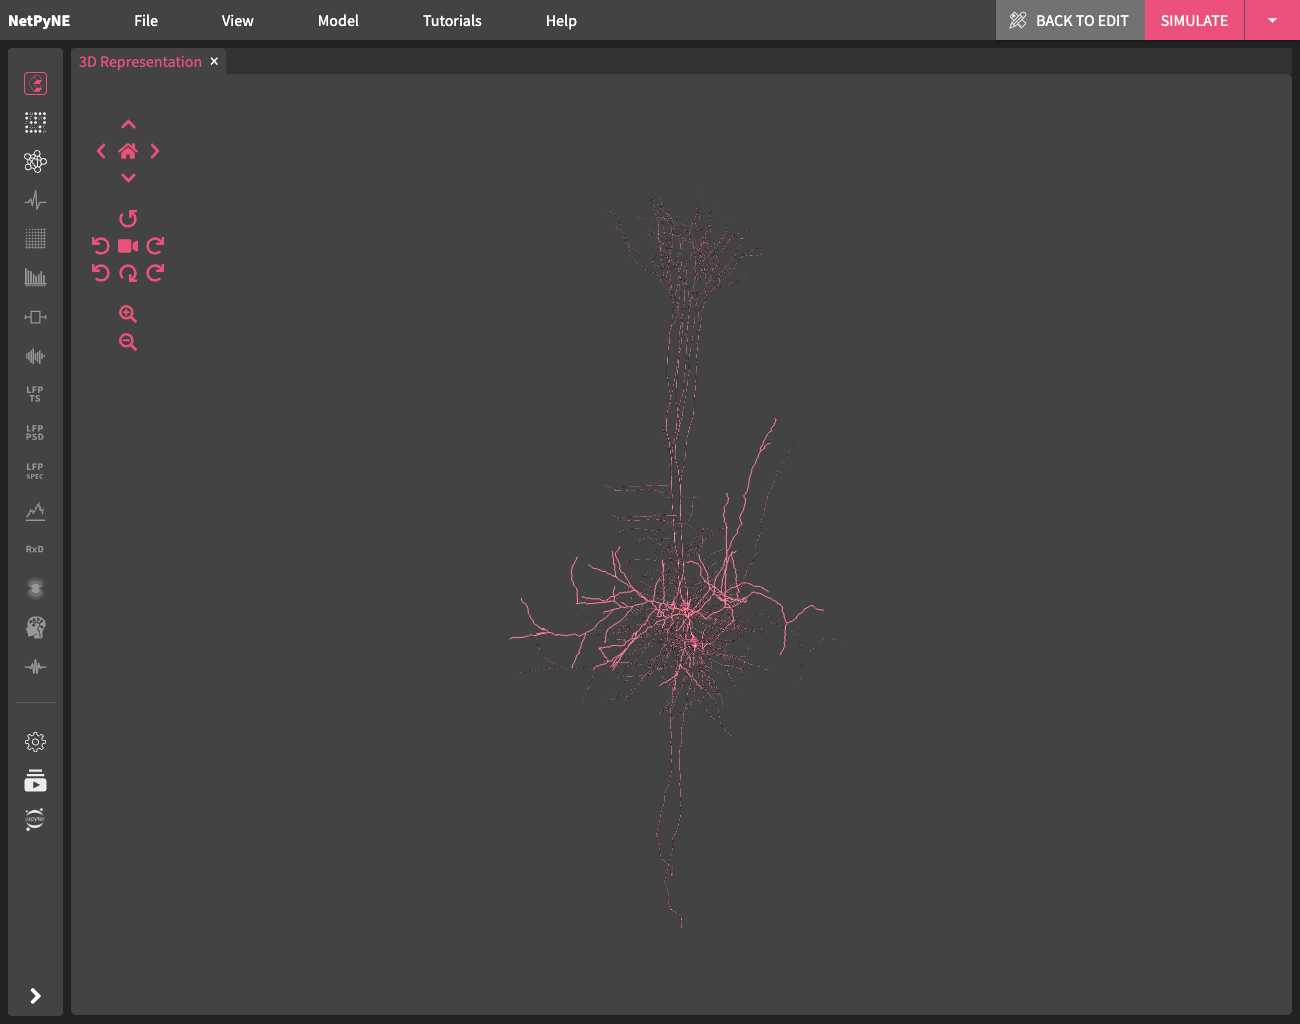 NetPyNE
File
View
Model
Tutorials
Help
BACK TO EDIT
SIMULATE
3D Representation
LFP
TS
LFP
PSD
LFP
SPEC
RxD
jupyter